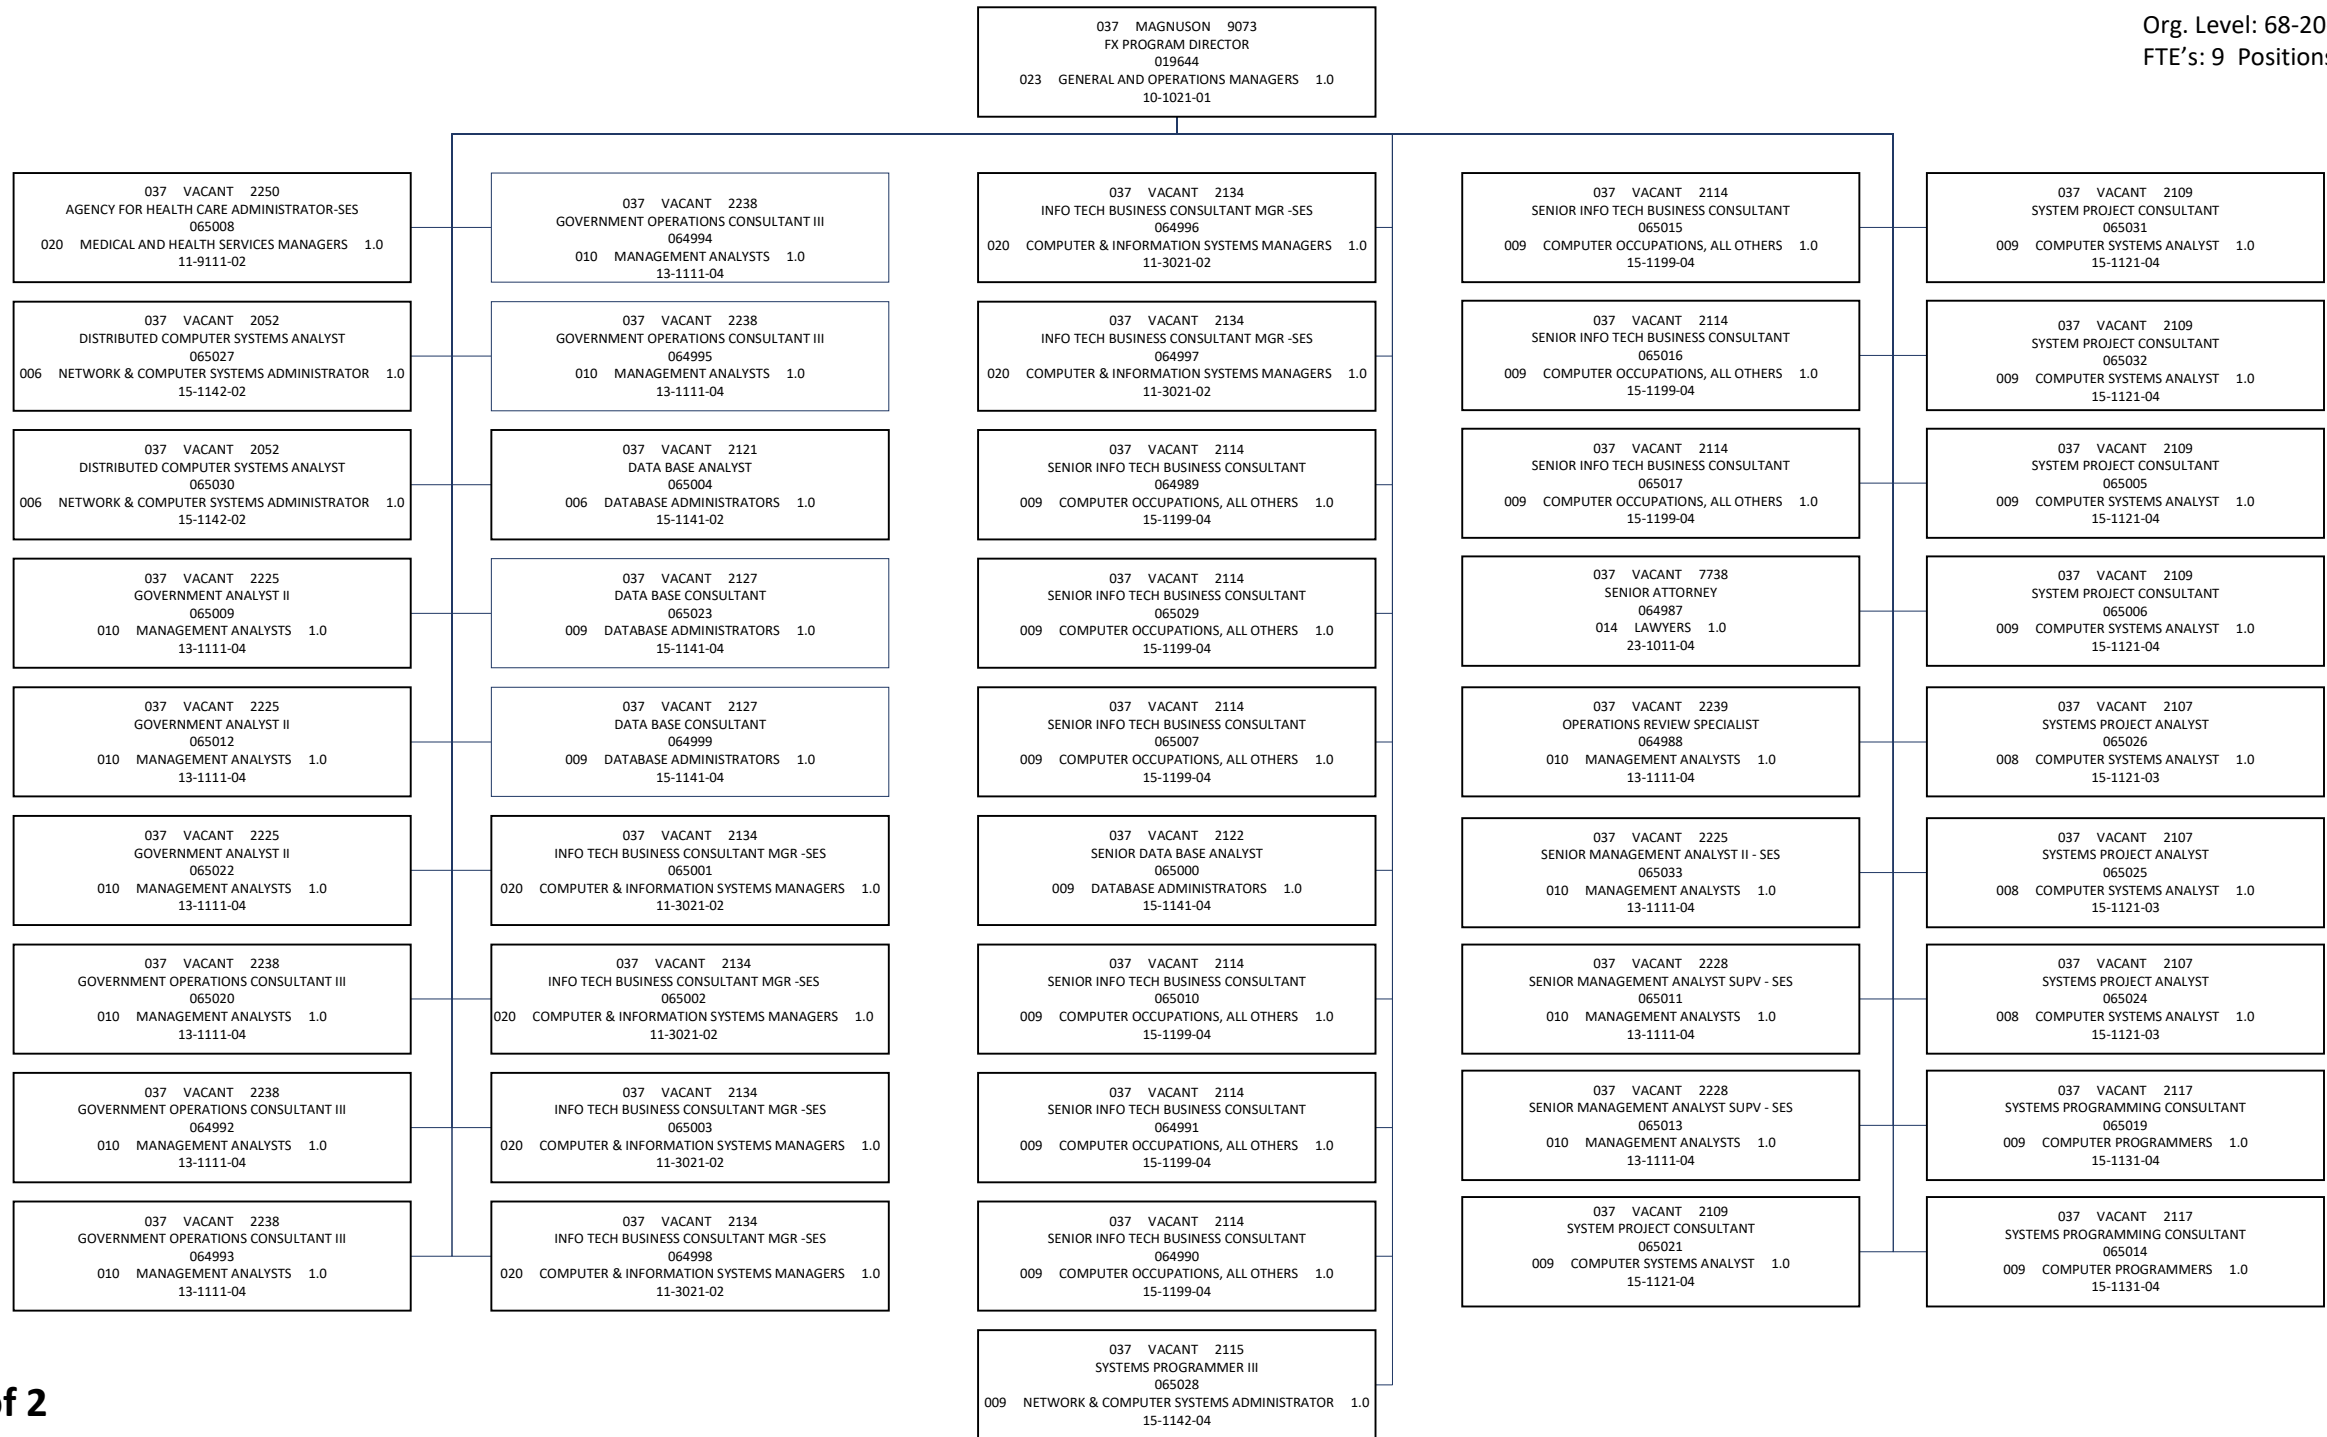 037 MAGNUSON 9073
FX PROGRAM DIRECTOR
019644
023 GENERAL AND OPERATIONS MANAGERS 1.0
10-1021-01
Org. Level: 68-20
FTE's: 9 Positions
037 VACANT 2250
AGENCY FOR HEALTH CARE ADMINISTRATOR-SES
065008
020 MEDICAL AND HEALTH SERVICES MANAGERS 1.0
11-9111-02
037 VACANT 2052
DISTRIBUTED COMPUTER SYSTEMS ANALYST
065027
006 NETWORK & COMPUTER SYSTEMS ADMINISTRATOR 1.0
15-1142-02
037 VACANT 2052
DISTRIBUTED COMPUTER SYSTEMS ANALYST
065030
006 NETWORK & COMPUTER SYSTEMS ADMINISTRATOR 1.0
15-1142-02
037 VACANT 2225
GOVERNMENT ANALYST II
065009
010 MANAGEMENT ANALYSTS 1.0
13-1111-04
037 VACANT 2225
GOVERNMENT ANALYST II
065012
010 MANAGEMENT ANALYSTS 1.0
13-1111-04
037 VACANT 2225
GOVERNMENT ANALYST II
065022
010 MANAGEMENT ANALYSTS 1.0
13-1111-04
037 VACANT 2238
GOVERNMENT OPERATIONS CONSULTANT III
065020
010 MANAGEMENT ANALYSTS 1.0
13-1111-04
037 VACANT 2238
GOVERNMENT OPERATIONS CONSULTANT III
064992
010 MANAGEMENT ANALYSTS 1.0
13-1111-04
037 VACANT 2238
GOVERNMENT OPERATIONS CONSULTANT III
064993
010 MANAGEMENT ANALYSTS 1.0
13-1111-04
037 VACANT 2238
GOVERNMENT OPERATIONS CONSULTANT III
064994
010 MANAGEMENT ANALYSTS 1.0
13-1111-04
037 VACANT 2238
GOVERNMENT OPERATIONS CONSULTANT III
064995
010 MANAGEMENT ANALYSTS 1.0
13-1111-04
037 VACANT 2121
DATA BASE ANALYST
065004
006 DATABASE ADMINISTRATORS 1.0
15-1141-02
037 VACANT 2127
DATA BASE CONSULTANT
065023
009 DATABASE ADMINISTRATORS 1.0
15-1141-04
037 VACANT 2127
DATA BASE CONSULTANT
064999
009 DATABASE ADMINISTRATORS 1.0
15-1141-04
037 VACANT 2134
INFO TECH BUSINESS CONSULTANT MGR -SES
065001
020 COMPUTER & INFORMATION SYSTEMS MANAGERS 1.0
11-3021-02
037 VACANT 2134
INFO TECH BUSINESS CONSULTANT MGR -SES
065002
020 COMPUTER & INFORMATION SYSTEMS MANAGERS 1.0
11-3021-02
037 VACANT 2134
INFO TECH BUSINESS CONSULTANT MGR -SES
065003
020 COMPUTER & INFORMATION SYSTEMS MANAGERS 1.0
11-3021-02
037 VACANT 2134
INFO TECH BUSINESS CONSULTANT MGR -SES
064998
020 COMPUTER & INFORMATION SYSTEMS MANAGERS 1.0
11-3021-02
037 VACANT 2134
INFO TECH BUSINESS CONSULTANT MGR -SES
064996
020 COMPUTER & INFORMATION SYSTEMS MANAGERS 1.0
11-3021-02
037 VACANT 2134
INFO TECH BUSINESS CONSULTANT MGR -SES
064997
020 COMPUTER & INFORMATION SYSTEMS MANAGERS 1.0
11-3021-02
037 VACANT 2114
SENIOR INFO TECH BUSINESS CONSULTANT
064989
009 COMPUTER OCCUPATIONS, ALL OTHERS 1.0
15-1199-04
037 VACANT 2114
SENIOR INFO TECH BUSINESS CONSULTANT
065029
009 COMPUTER OCCUPATIONS, ALL OTHERS 1.0
15-1199-04
037 VACANT 2114
SENIOR INFO TECH BUSINESS CONSULTANT
065007
009 COMPUTER OCCUPATIONS, ALL OTHERS 1.0
15-1199-04
037 VACANT 2122
SENIOR DATA BASE ANALYST
065000
009 DATABASE ADMINISTRATORS 1.0
15-1141-04
037 VACANT 2114
SENIOR INFO TECH BUSINESS CONSULTANT
065010
009 COMPUTER OCCUPATIONS, ALL OTHERS 1.0
15-1199-04
037 VACANT 2114
SENIOR INFO TECH BUSINESS CONSULTANT
064991
009 COMPUTER OCCUPATIONS, ALL OTHERS 1.0
15-1199-04
037 VACANT 2114
SENIOR INFO TECH BUSINESS CONSULTANT
064990
009 COMPUTER OCCUPATIONS, ALL OTHERS 1.0
15-1199-04
037 VACANT 2115
SYSTEMS PROGRAMMER III
065028
009 NETWORK & COMPUTER SYSTEMS ADMINISTRATOR 1.0
15-1142-04
037 VACANT 2114
SENIOR INFO TECH BUSINESS CONSULTANT
065015
009 COMPUTER OCCUPATIONS, ALL OTHERS 1.0
15-1199-04
037 VACANT 2114
SENIOR INFO TECH BUSINESS CONSULTANT
065016
009 COMPUTER OCCUPATIONS, ALL OTHERS 1.0
15-1199-04
037 VACANT 2114
SENIOR INFO TECH BUSINESS CONSULTANT
065017
009 COMPUTER OCCUPATIONS, ALL OTHERS 1.0
15-1199-04
037 VACANT 7738
SENIOR ATTORNEY
064987
014 LAWYERS 1.0
23-1011-04
037 VACANT 2239
OPERATIONS REVIEW SPECIALIST
064988
010 MANAGEMENT ANALYSTS 1.0
13-1111-04
037 VACANT 2225
SENIOR MANAGEMENT ANALYST II - SES
065033
010 MANAGEMENT ANALYSTS 1.0
13-1111-04
037 VACANT 2228
SENIOR MANAGEMENT ANALYST SUPV - SES
065011
010 MANAGEMENT ANALYSTS 1.0
13-1111-04
037 VACANT 2228
SENIOR MANAGEMENT ANALYST SUPV - SES
065013
010 MANAGEMENT ANALYSTS 1.0
13-1111-04
037 VACANT 2109
SYSTEM PROJECT CONSULTANT
065021
009 COMPUTER SYSTEMS ANALYST 1.0
15-1121-04
037 VACANT 2109
SYSTEM PROJECT CONSULTANT
065031
009 COMPUTER SYSTEMS ANALYST 1.0
15-1121-04
037 VACANT 2109
SYSTEM PROJECT CONSULTANT
065032
009 COMPUTER SYSTEMS ANALYST 1.0
15-1121-04
037 VACANT 2109
SYSTEM PROJECT CONSULTANT
065005
009 COMPUTER SYSTEMS ANALYST 1.0
15-1121-04
037 VACANT 2109
SYSTEM PROJECT CONSULTANT
065006
009 COMPUTER SYSTEMS ANALYST 1.0
15-1121-04
037 VACANT 2107
SYSTEMS PROJECT ANALYST
065026
008 COMPUTER SYSTEMS ANALYST 1.0
15-1121-03
037 VACANT 2107
SYSTEMS PROJECT ANALYST
065025
008 COMPUTER SYSTEMS ANALYST 1.0
15-1121-03
037 VACANT 2107
SYSTEMS PROJECT ANALYST
065024
008 COMPUTER SYSTEMS ANALYST 1.0
15-1121-03
037 VACANT 2117
SYSTEMS PROGRAMMING CONSULTANT
065019
009 COMPUTER PROGRAMMERS 1.0
15-1131-04
037 VACANT 2117
SYSTEMS PROGRAMMING CONSULTANT
065014
009 COMPUTER PROGRAMMERS 1.0
15-1131-04
of 2